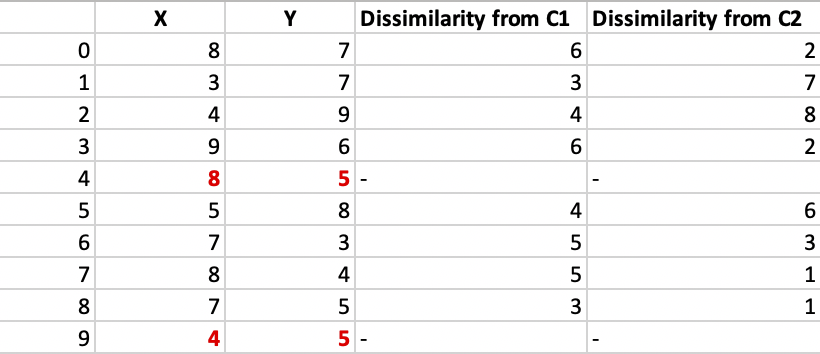 X Y Dissimilarity from C1 Dissimilarity from C2
0 8 7 6 2
1 3 7 3 7
2 4 9 4 8
3 9 6 6 2
4 8 5 - -
5 5 8 4 6
6 7 3 5 3
7 8 4 5 1
8 7 5 3 1
9 4 5 - -